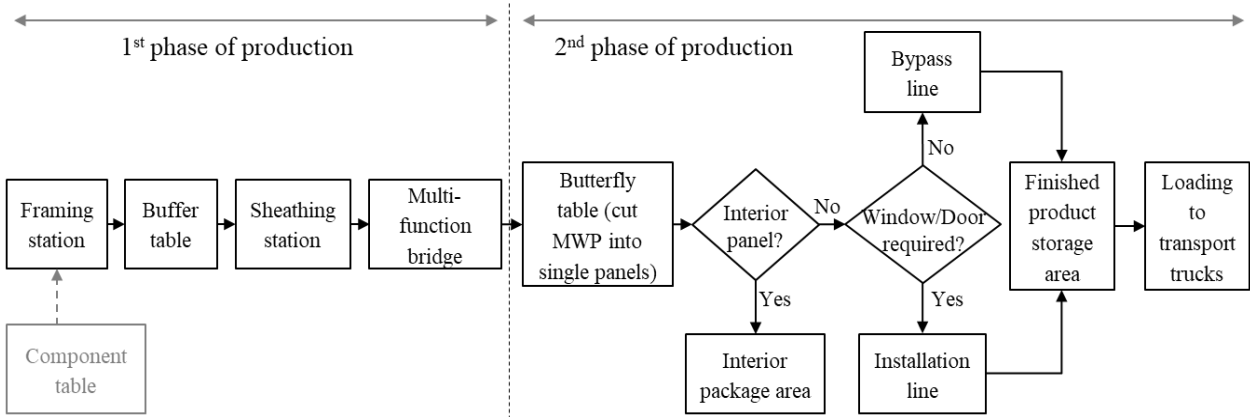 1st phase of production
2nd phase of production
Framing
station
Buffer
table
Sheathing
station
Multi-
function
bridge
Component
table
Butterfly
table (cut
MWP into
single panels)
Interior
panel?
No
Yes
Interior
package area
Window/Door
required?
No
Bypass
line
Yes
Installation
line
Finished
product
storage
area
Loading
to
transport
trucks